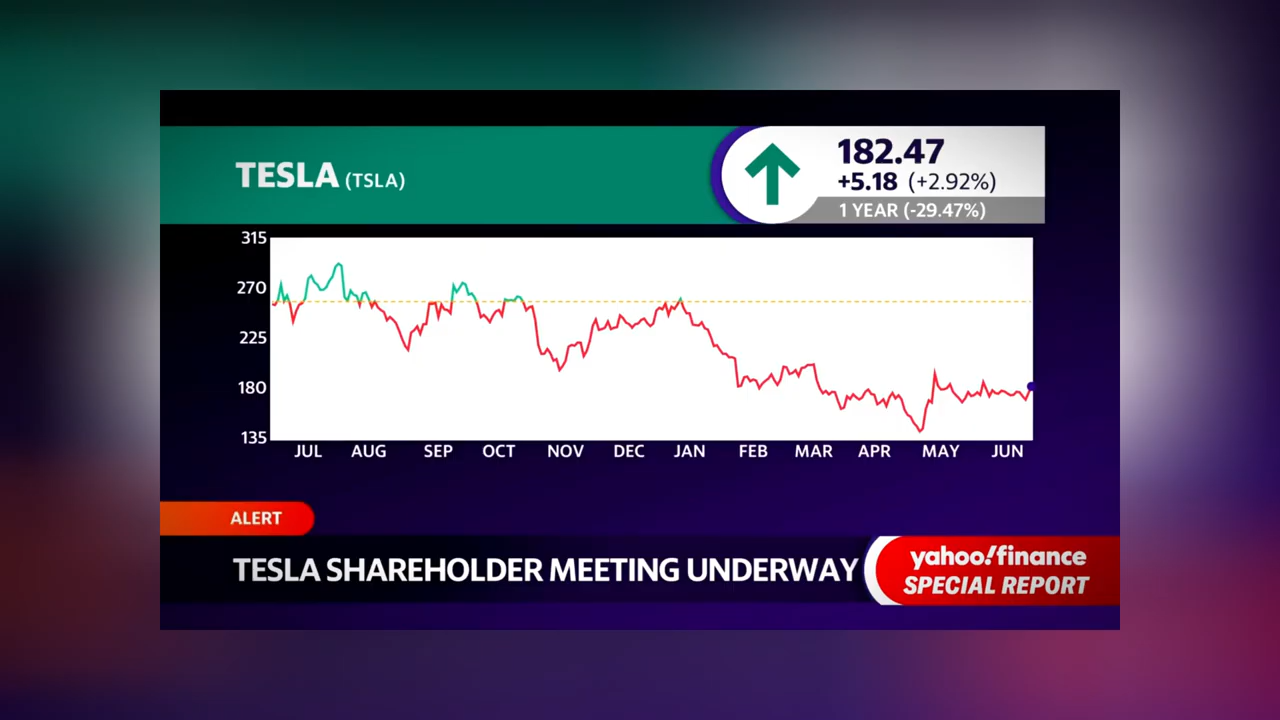 TESLA (TSLA)
182.47
+5.18 (+2.92%)
1 YEAR (-29.47%)
315
270
225
180
135
JUL AUG SEP OCT NOV DEC JAN FEB MAR APR MAY JUN
ALERT
TESLA SHAREHOLDER MEETING UNDERWAY
yahoo!finance
SPECIAL REPORT